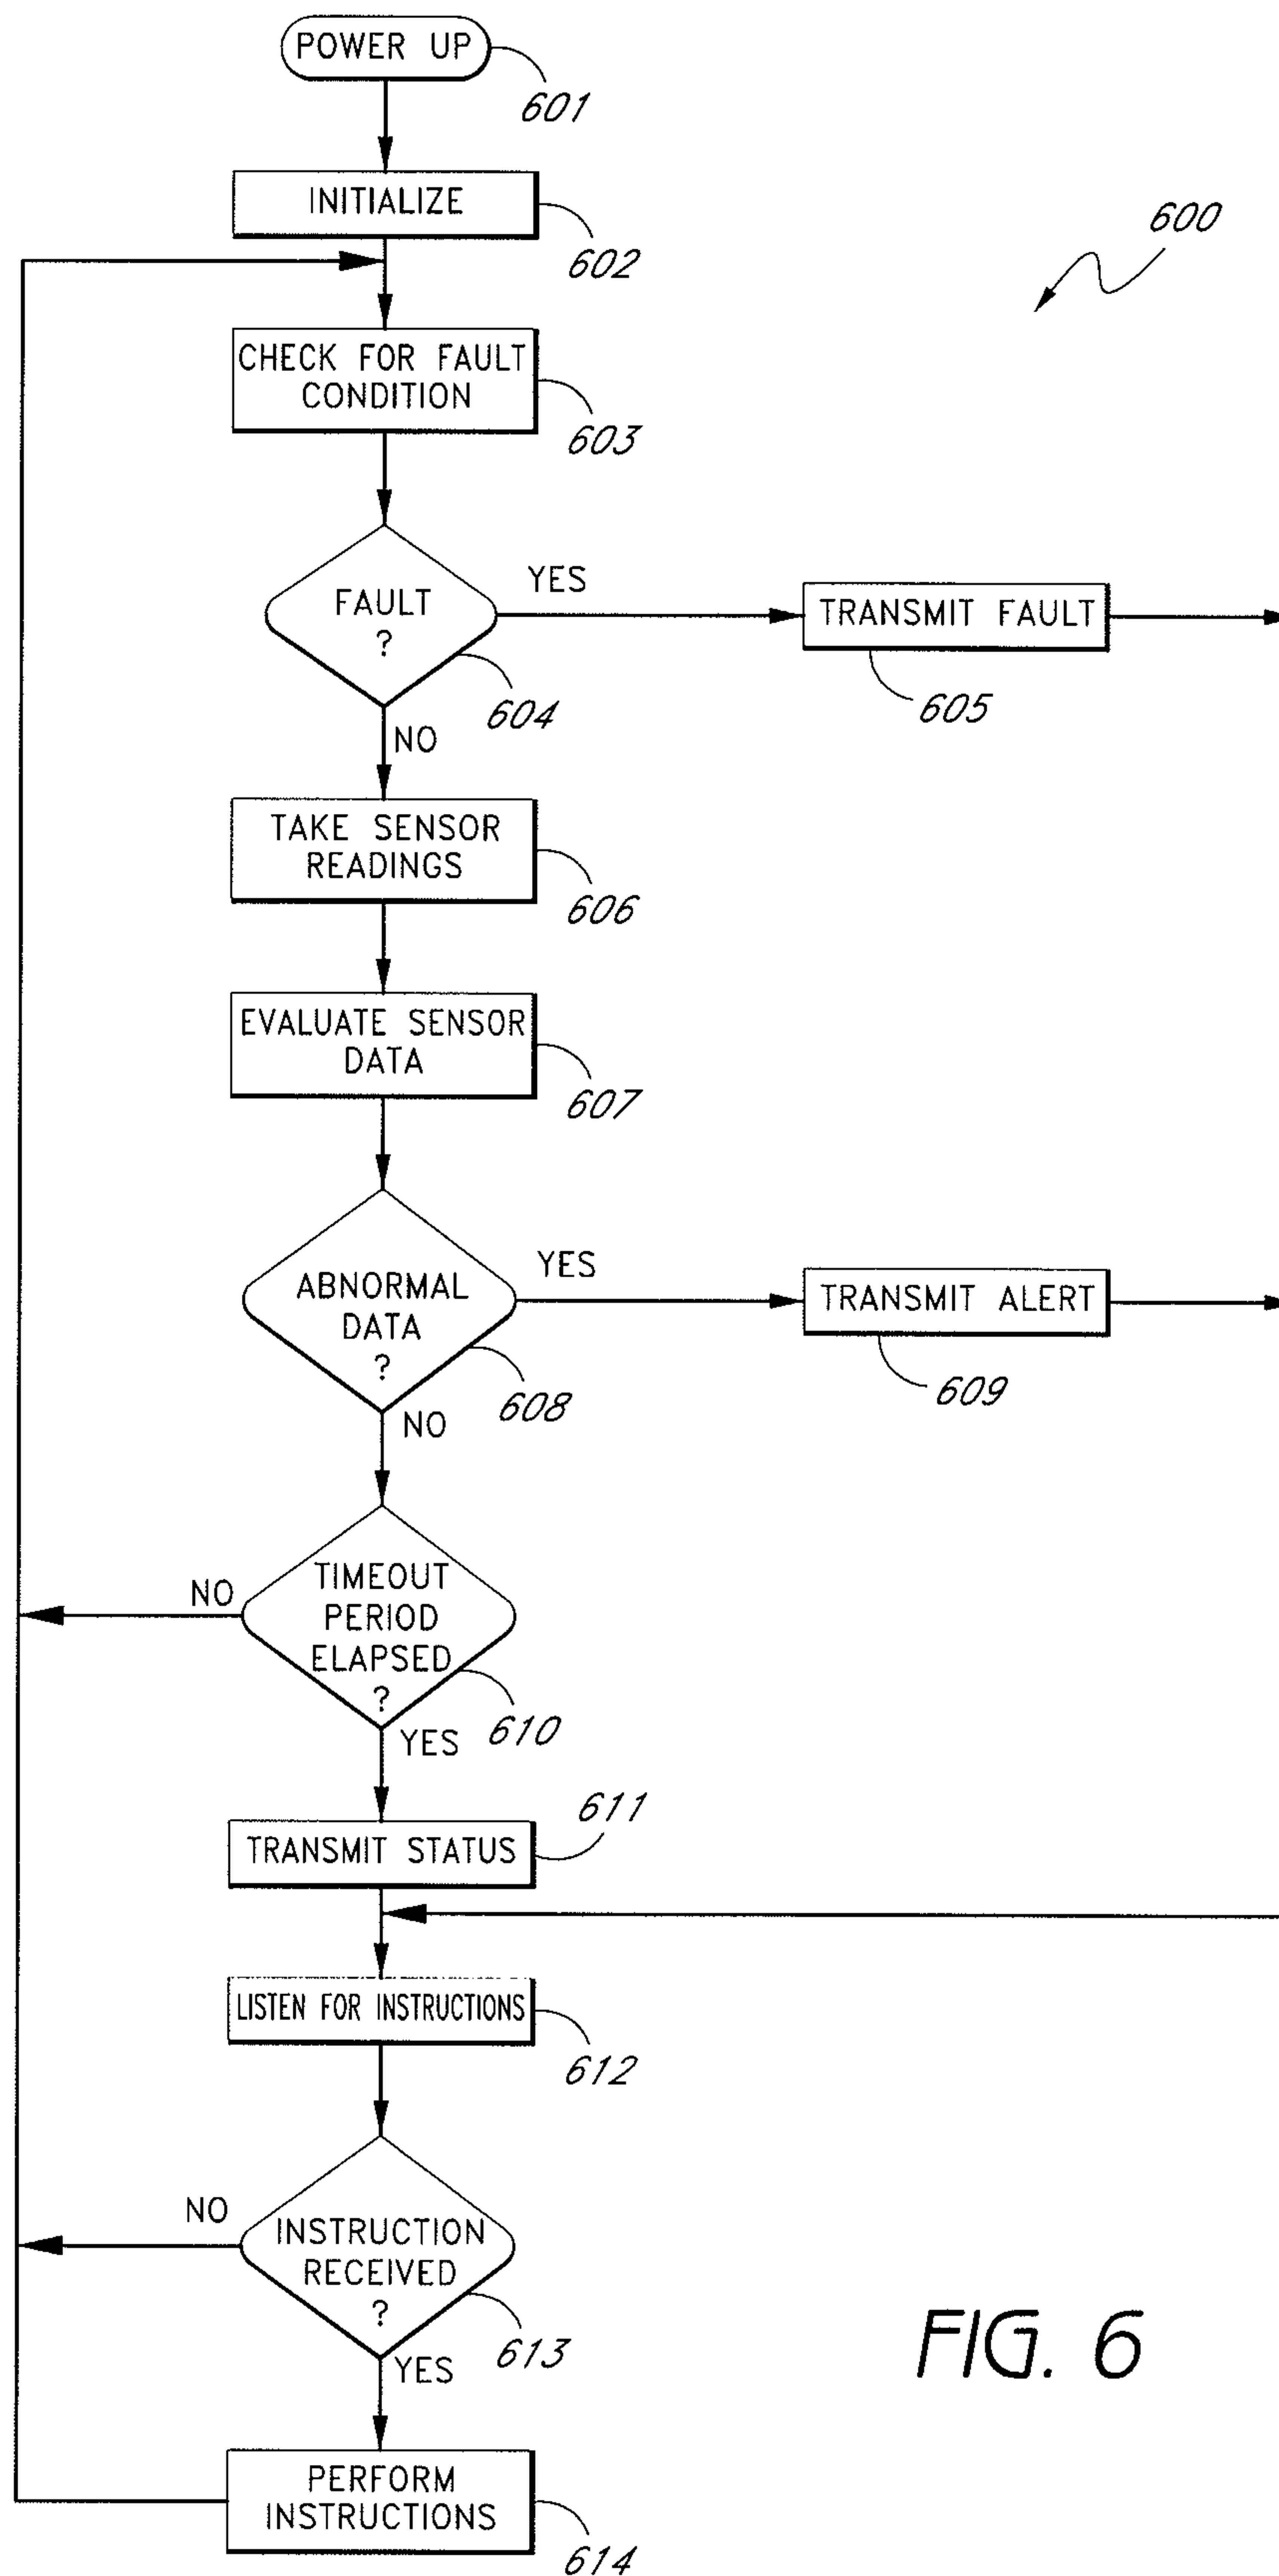 POWER UP
601
INITIALIZE
602
600
CHECK FOR FAULT
CONDITION
603
FAULT
?
604
YES
TRANSMIT FAULT
605
NO
TAKE SENSOR
READINGS
606
EVALUATE SENSOR
DATA
607
ABNORMAL
DATA
?
608
YES
TRANSMIT ALERT
609
NO
TIMEOUT
PERIOD
ELAPSED
?
610
NO
YES
611
TRANSMIT STATUS
LISTEN FOR INSTRUCTIONS
612
INSTRUCTION
RECEIVED
?
613
NO
YES
PERFORM
INSTRUCTIONS
614
FIG. 6